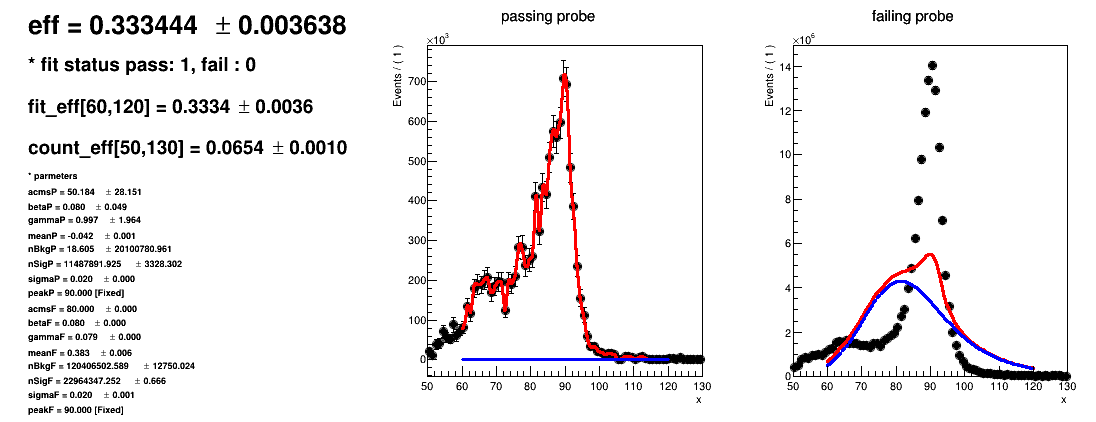 eff = 0.333444 ± 0.003638
* fit status pass: 1, fail : 0
fit_eff[60,120] = 0.3334 ± 0.0036
count_eff[50,130] = 0.0654 ± 0.0010
* parmeters
acmsP = 50.184 ± 28.151
betaP = 0.080 ± 0.049
gammaP = 0.997 ± 1.964
meanP = -0.042 ± 0.001
nBkgP = 18.605 ± 20100780.961
nSigP = 11487891.925 ± 3328.302
sigmaP = 0.020 ± 0.000
peakP = 90.000 [Fixed]
acmsF = 80.000 ± 0.000
betaF = 0.080 ± 0.000
gammaF = 0.079 ± 0.000
meanF = 0.383 ± 0.006
nBkgF = 120406502.589 ± 12750.024
nSigF = 22964347.252 ± 0.666
sigmaF = 0.020 ± 0.001
peakF = 90.000 [Fixed]
passing probe
×10³
Events / ( 1 )
700
600
500
400
300
200
100
0
50 60 70 80 90 100 110 120 130
x
failing probe
×10⁶
Events / ( 1 )
14
12
10
8
6
4
2
0
50 60 70 80 90 100 110 120 130
x